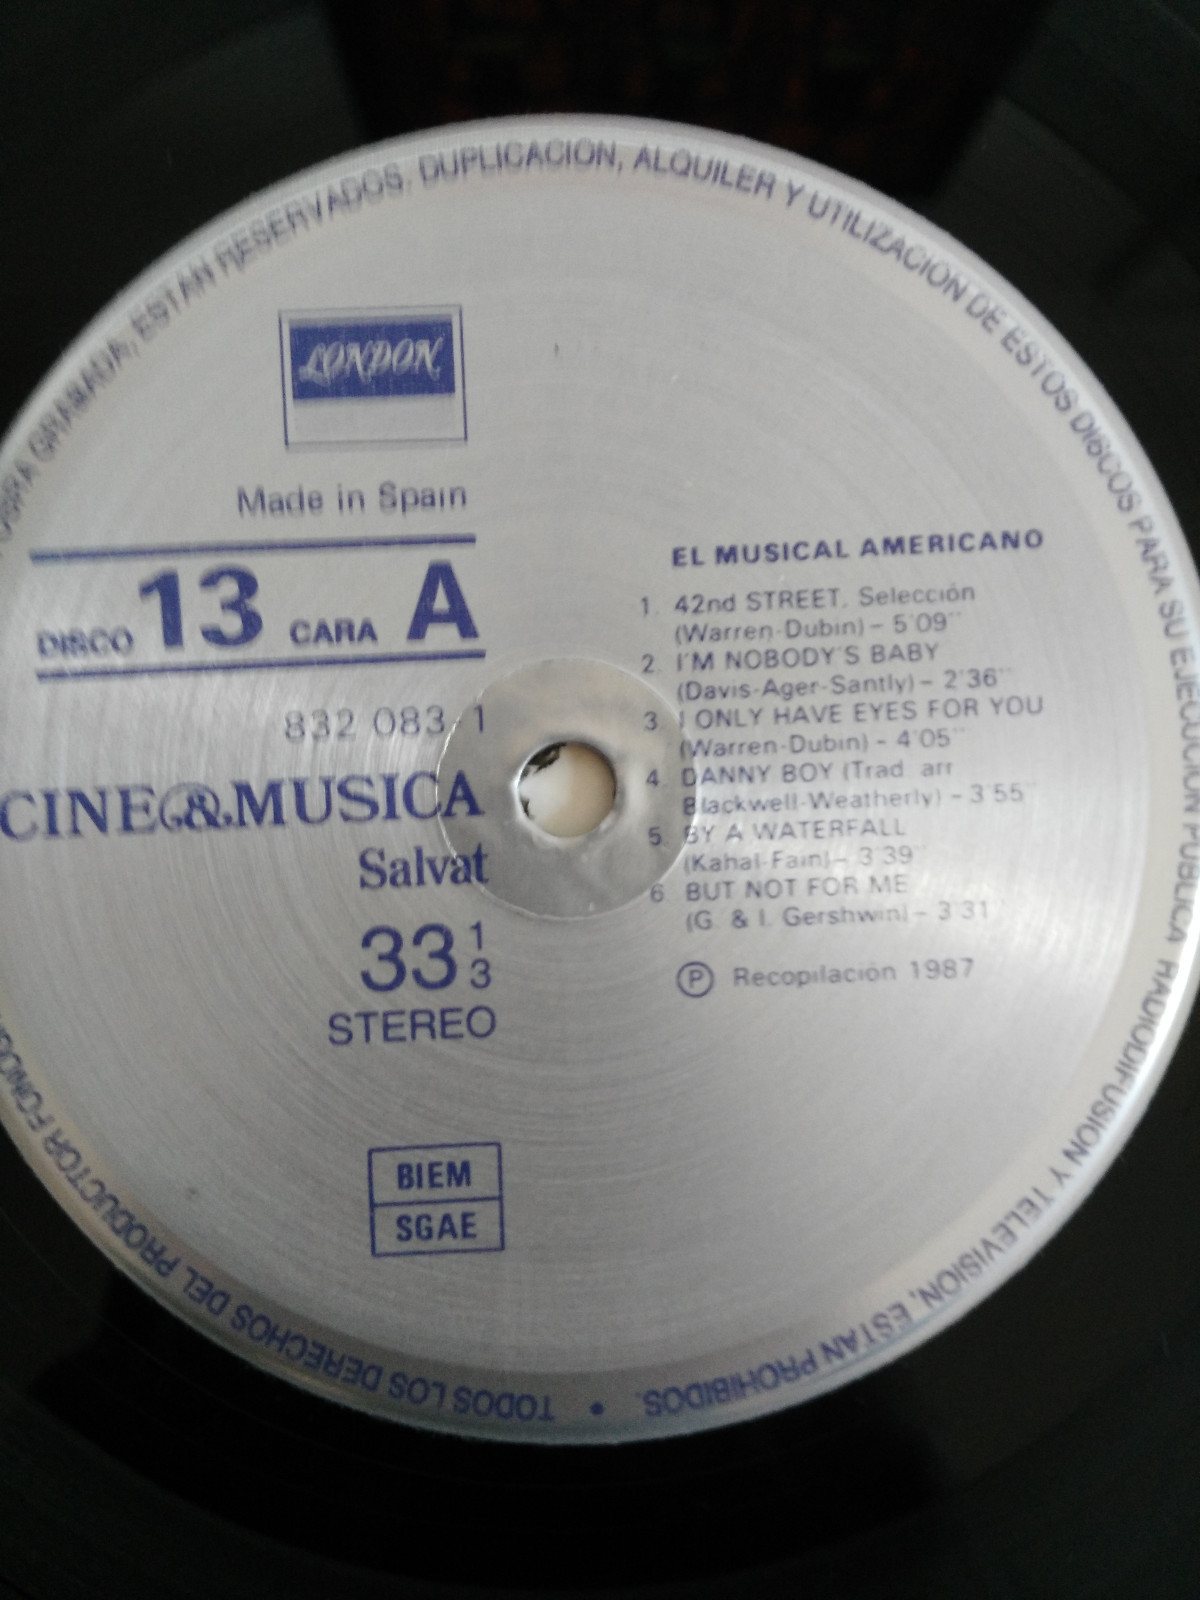 TODOS LOS DERECHOS DEL PRODUCTOR OBRA GRABADA, ESTAN RESERVADOS. DUPLICACION, ALQUILER Y UTILIZACION DE ESTOS DISCOS PARA SU EJECUCION PUBLICA RADIODIFUSION Y TELEVISION, ESTAN PROHIBIDOS. •
LONDON
Made in Spain
DISCO 13 CARA A
832 083 1
CINE&MUSICA
Salvat
33 1/3
STEREO
BIEM
SGAE
EL MUSICAL AMERICANO
1. 42nd STREET. Selección
(Warren-Dubin) – 5'09''
2. I'M NOBODY'S BABY
(Davis-Ager-Santly) – 2'36''
3 I ONLY HAVE EYES FOR YOU
(Warren-Dubin) – 4'05''
4 DANNY BOY (Trad. arr
Blackwell-Weatherly) – 3'55''
5 BY A WATERFALL
(Kahal-Fain) – 3'39''
6 BUT NOT FOR ME
(G. & I. Gershwin) – 3'31''
Ⓟ Recopilación 1987